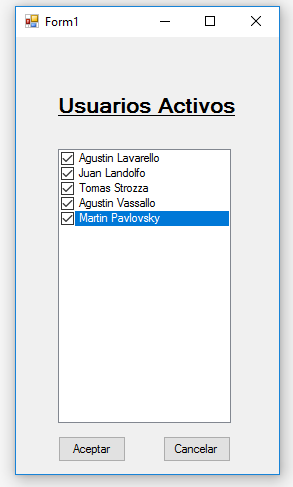 Form1
Usuarios Activos
Agustin Lavarello
Juan Landolfo
Tomas Strozza
Agustin Vassallo
Martin Pavlovsky
Aceptar Cancelar